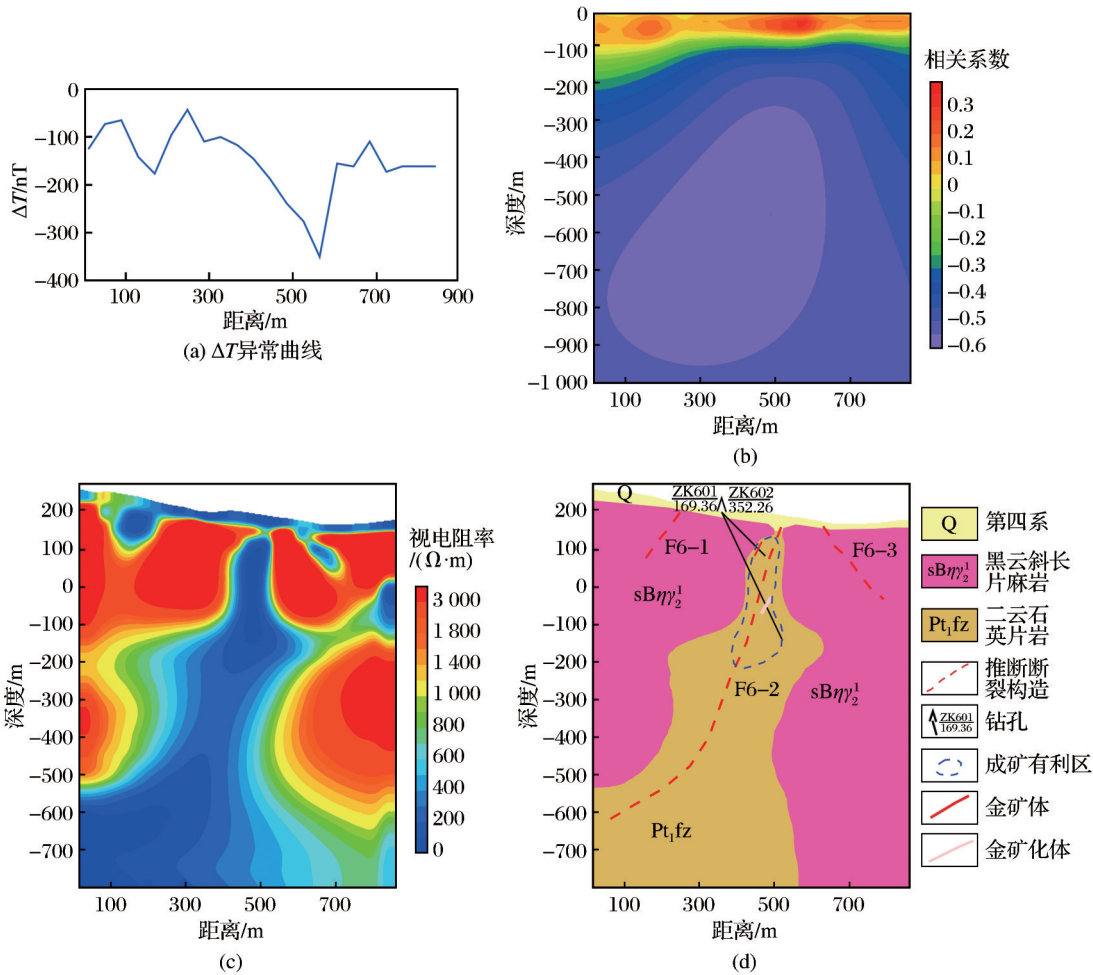 0
−100
−200
−300
−400
ΔT/nT
100
300
500
700
900
距离/m
(a) ΔT异常曲线
0
−100
−200
−300
−400
−500
−600
−700
−800
−900
−1 000
深度/m
100
300
500
700
距离/m
(b)
相关系数
0.3
0.2
0.1
0
−0.1
−0.2
−0.3
−0.4
−0.5
−0.6
200
100
0
−100
−200
−300
−400
−500
−600
−700
深度/m
100
300
500
700
距离/m
(c)
视电阻率
/(Ω·m)
3 000
1 800
1 400
1 000
800
600
400
200
0
200
100
0
−100
−200
−300
−400
−500
−600
−700
深度/m
Q
ZK601 ZK602
169.36 352.26
F6−1
F6−3
sBηγ₂¹
F6−2
sBηγ₂¹
Pt₁fz
100
300
500
700
距离/m
(d)
Q 第四系
sBηγ₂¹ 黑云斜长
片麻岩
Pt₁fz 二云石
英片岩
推断断
裂构造
ZK601
169.36 钻孔
成矿有利区
金矿体
金矿化体